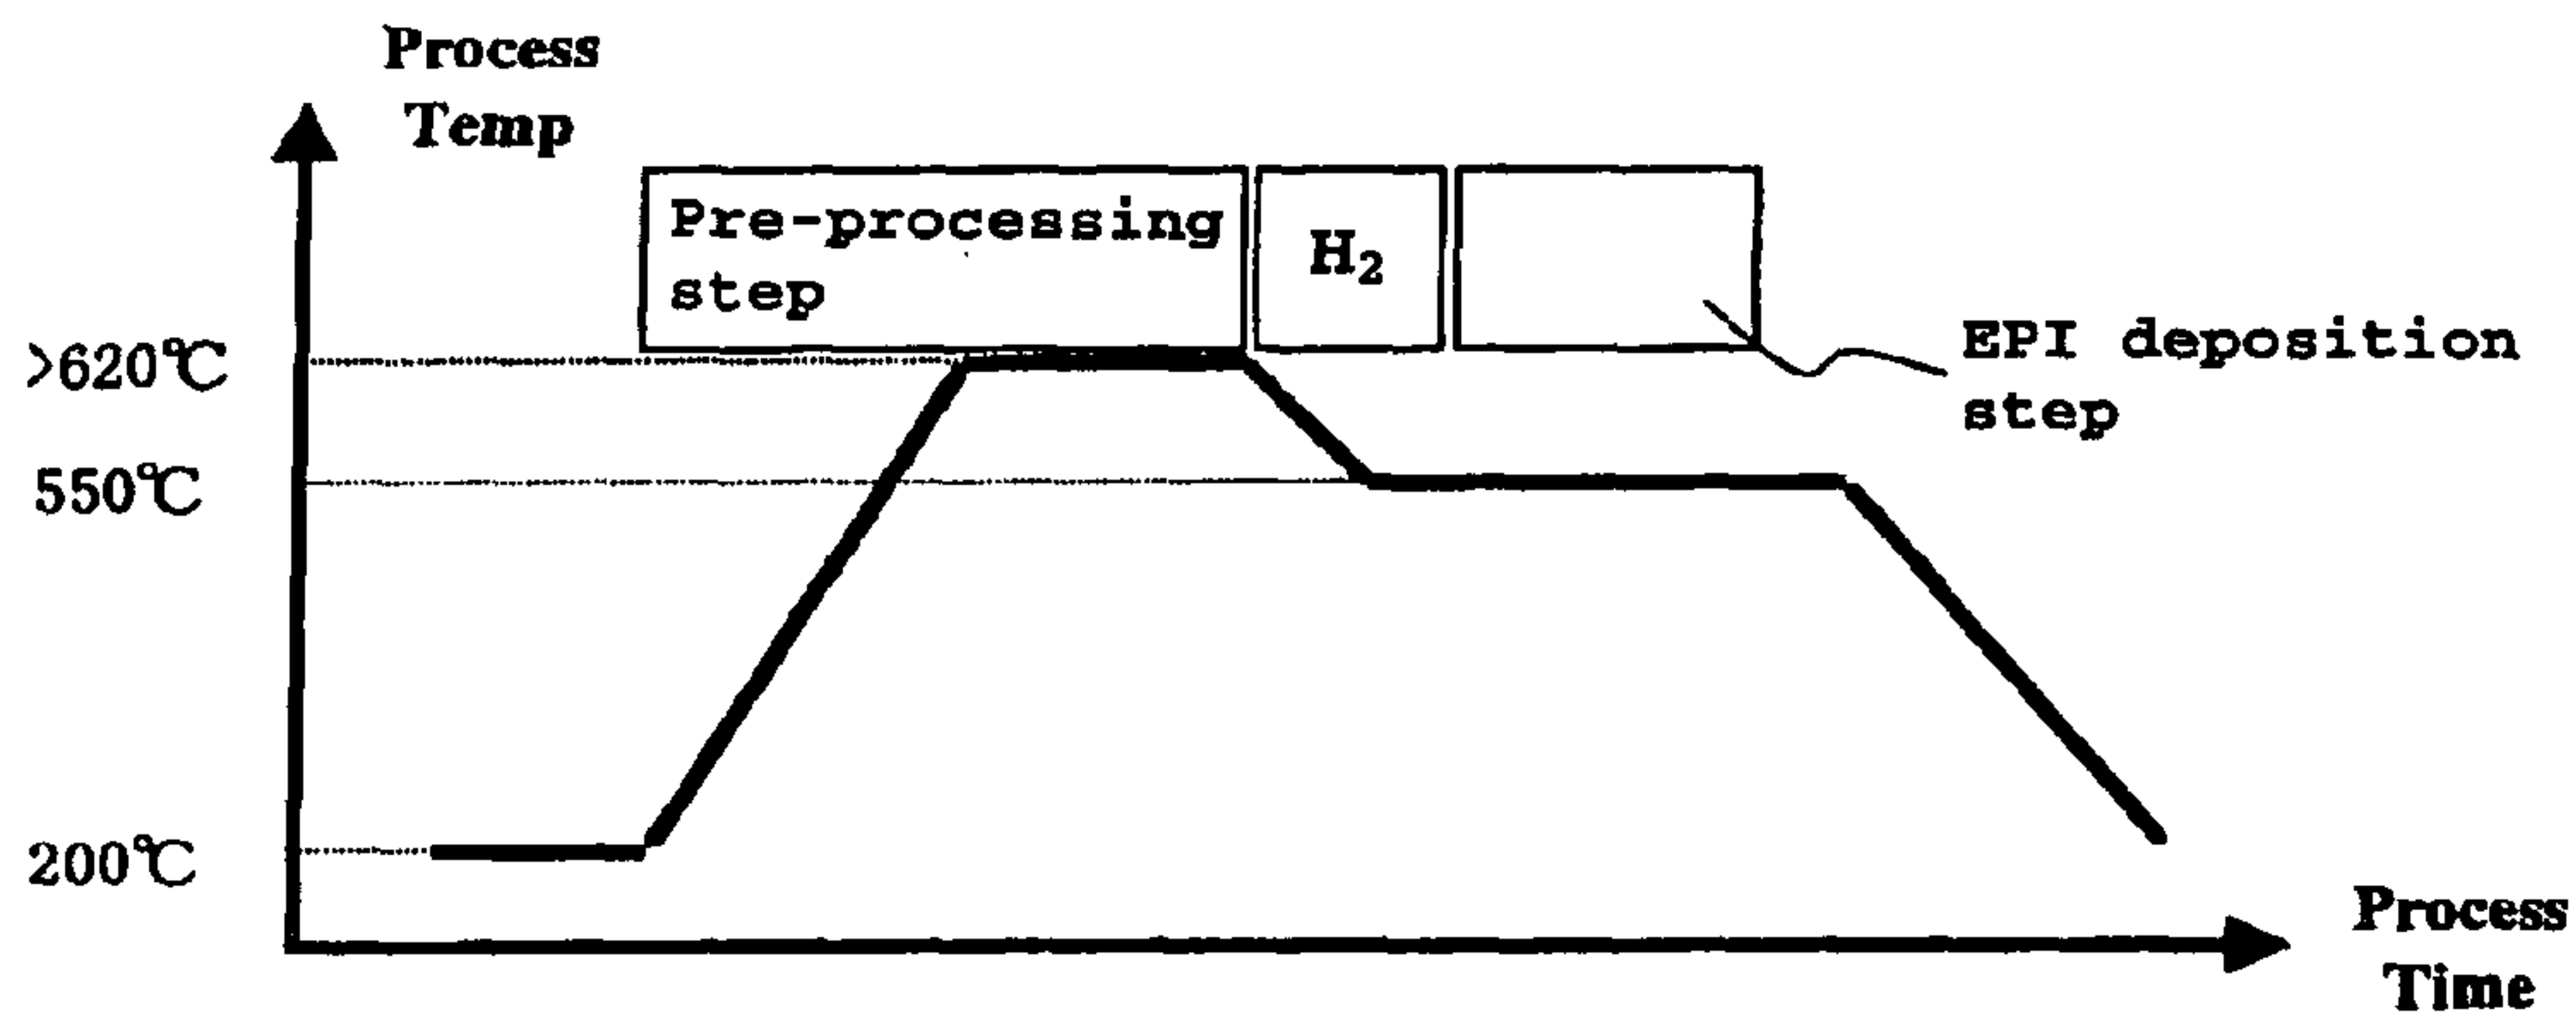 Process
Temp
Pre-processing
step
H₂
EPI deposition
step
>620℃
550℃
200℃
Process
Time